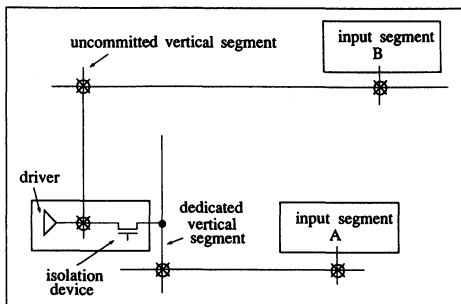 uncommitted vertical segment
input segment
B
driver
dedicated
vertical
segment
input segment
A
isolation
device